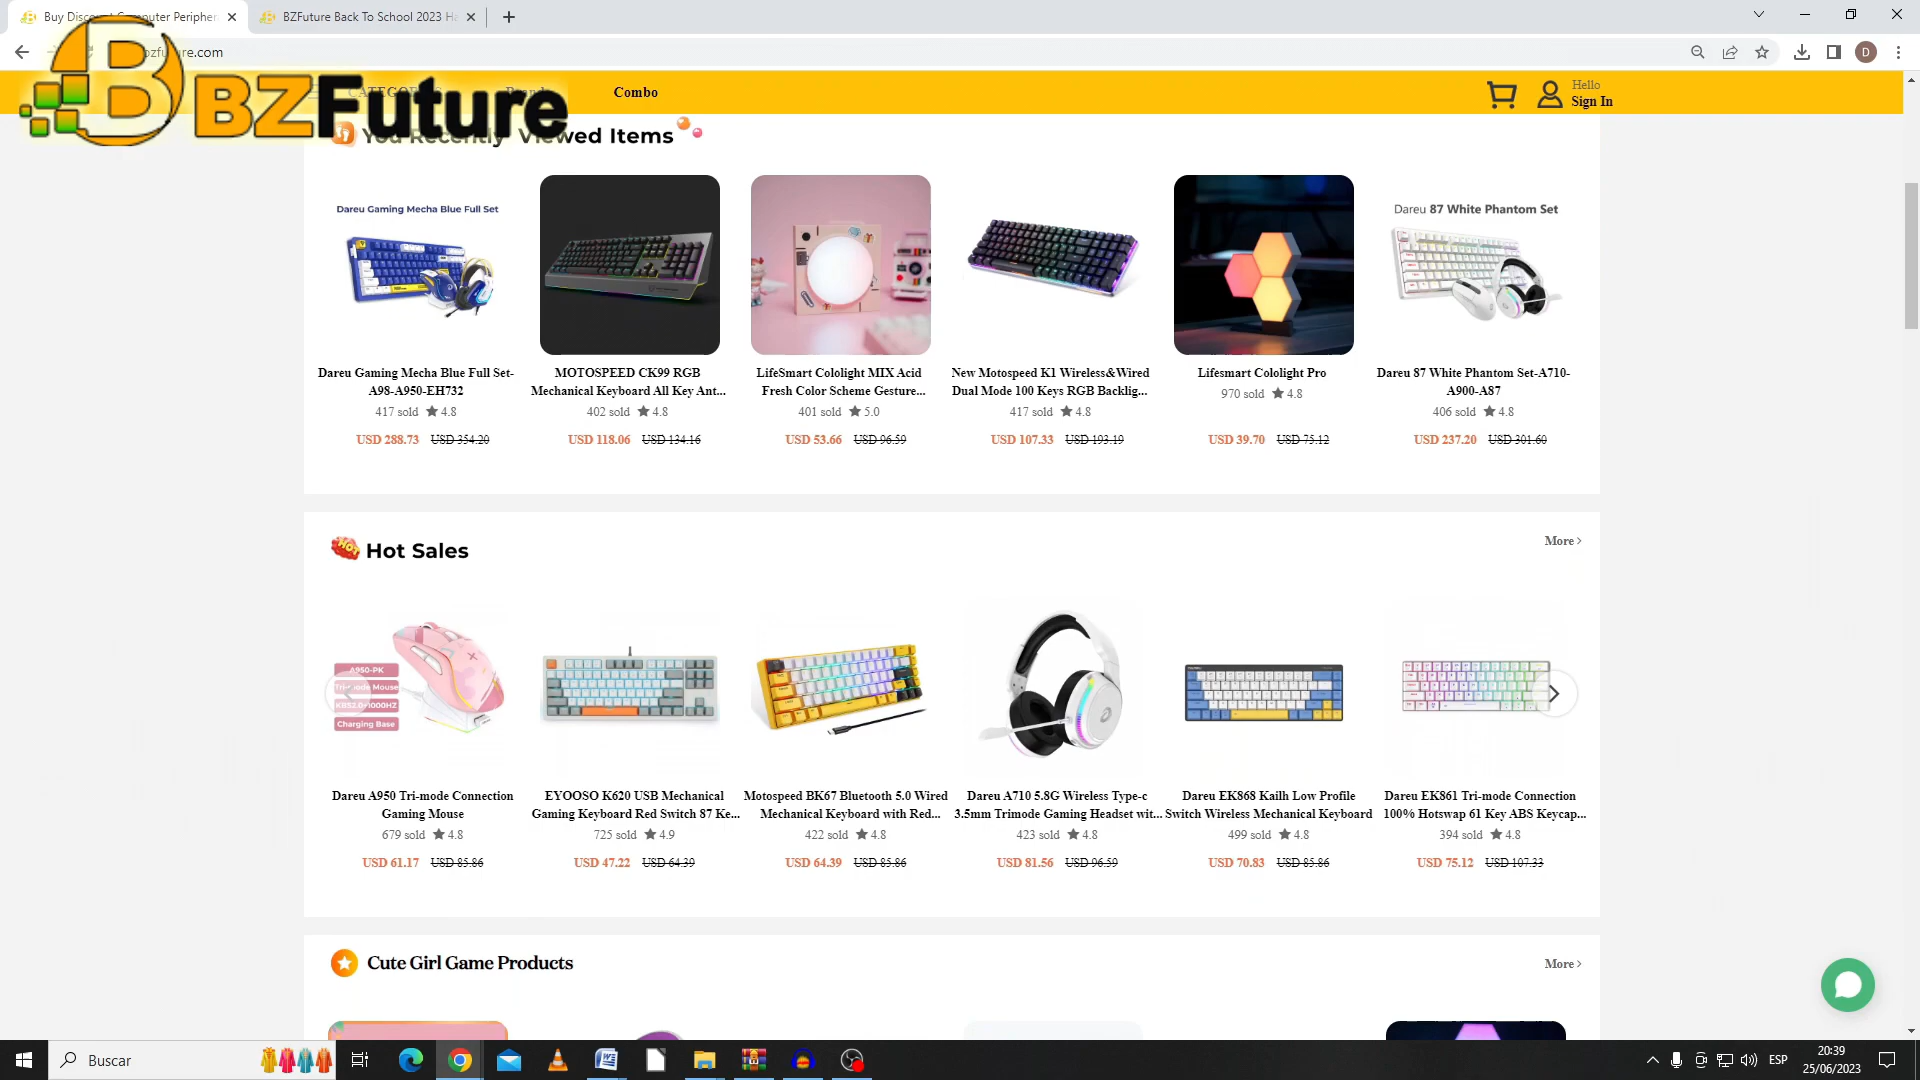 Buy Discount Computer Peripher
BZFuture Back To School 2023 Ha
bzfuture.com
BZFuture
CATEGORIES
Brands
Combo
Hello
Sign In
You Recently Viewed Items
Dareu Gaming Mecha Blue Full Set
Dareu 87 White Phantom Set
Dareu Gaming Mecha Blue Full Set-
A98-A950-EH732
417 sold ★ 4.8
USD 288.73 USD 354.20
MOTOSPEED CK99 RGB
Mechanical Keyboard All Key Ant...
402 sold ★ 4.8
USD 118.06 USD 134.16
LifeSmart Cololight MIX Acid
Fresh Color Scheme Gesture...
401 sold ★ 5.0
USD 53.66 USD 96.59
New Motospeed K1 Wireless&Wired
Dual Mode 100 Keys RGB Backlig...
417 sold ★ 4.8
USD 107.33 USD 193.19
Lifesmart Cololight Pro
970 sold ★ 4.8
USD 39.70 USD 75.12
Dareu 87 White Phantom Set-A710-
A900-A87
406 sold ★ 4.8
USD 237.20 USD 301.60
HOT Hot Sales
More >
A950-PK
Tri-mode Mouse
KBS2.0+1000HZ
Charging Base
Dareu A950 Tri-mode Connection
Gaming Mouse
679 sold ★ 4.8
USD 61.17 USD 85.86
EYOOSO K620 USB Mechanical
Gaming Keyboard Red Switch 87 Ke...
725 sold ★ 4.9
USD 47.22 USD 64.39
Motospeed BK67 Bluetooth 5.0 Wired
Mechanical Keyboard with Red...
422 sold ★ 4.8
USD 64.39 USD 85.86
Dareu A710 5.8G Wireless Type-c
3.5mm Trimode Gaming Headset wit...
423 sold ★ 4.8
USD 81.56 USD 96.59
Dareu EK868 Kailh Low Profile
Switch Wireless Mechanical Keyboard
499 sold ★ 4.8
USD 70.83 USD 85.86
Dareu EK861 Tri-mode Connection
100% Hotswap 61 Key ABS Keycap...
394 sold ★ 4.8
USD 75.12 USD 107.33
Cute Girl Game Products
More >
Buscar
ESP
20:39
25/06/2023